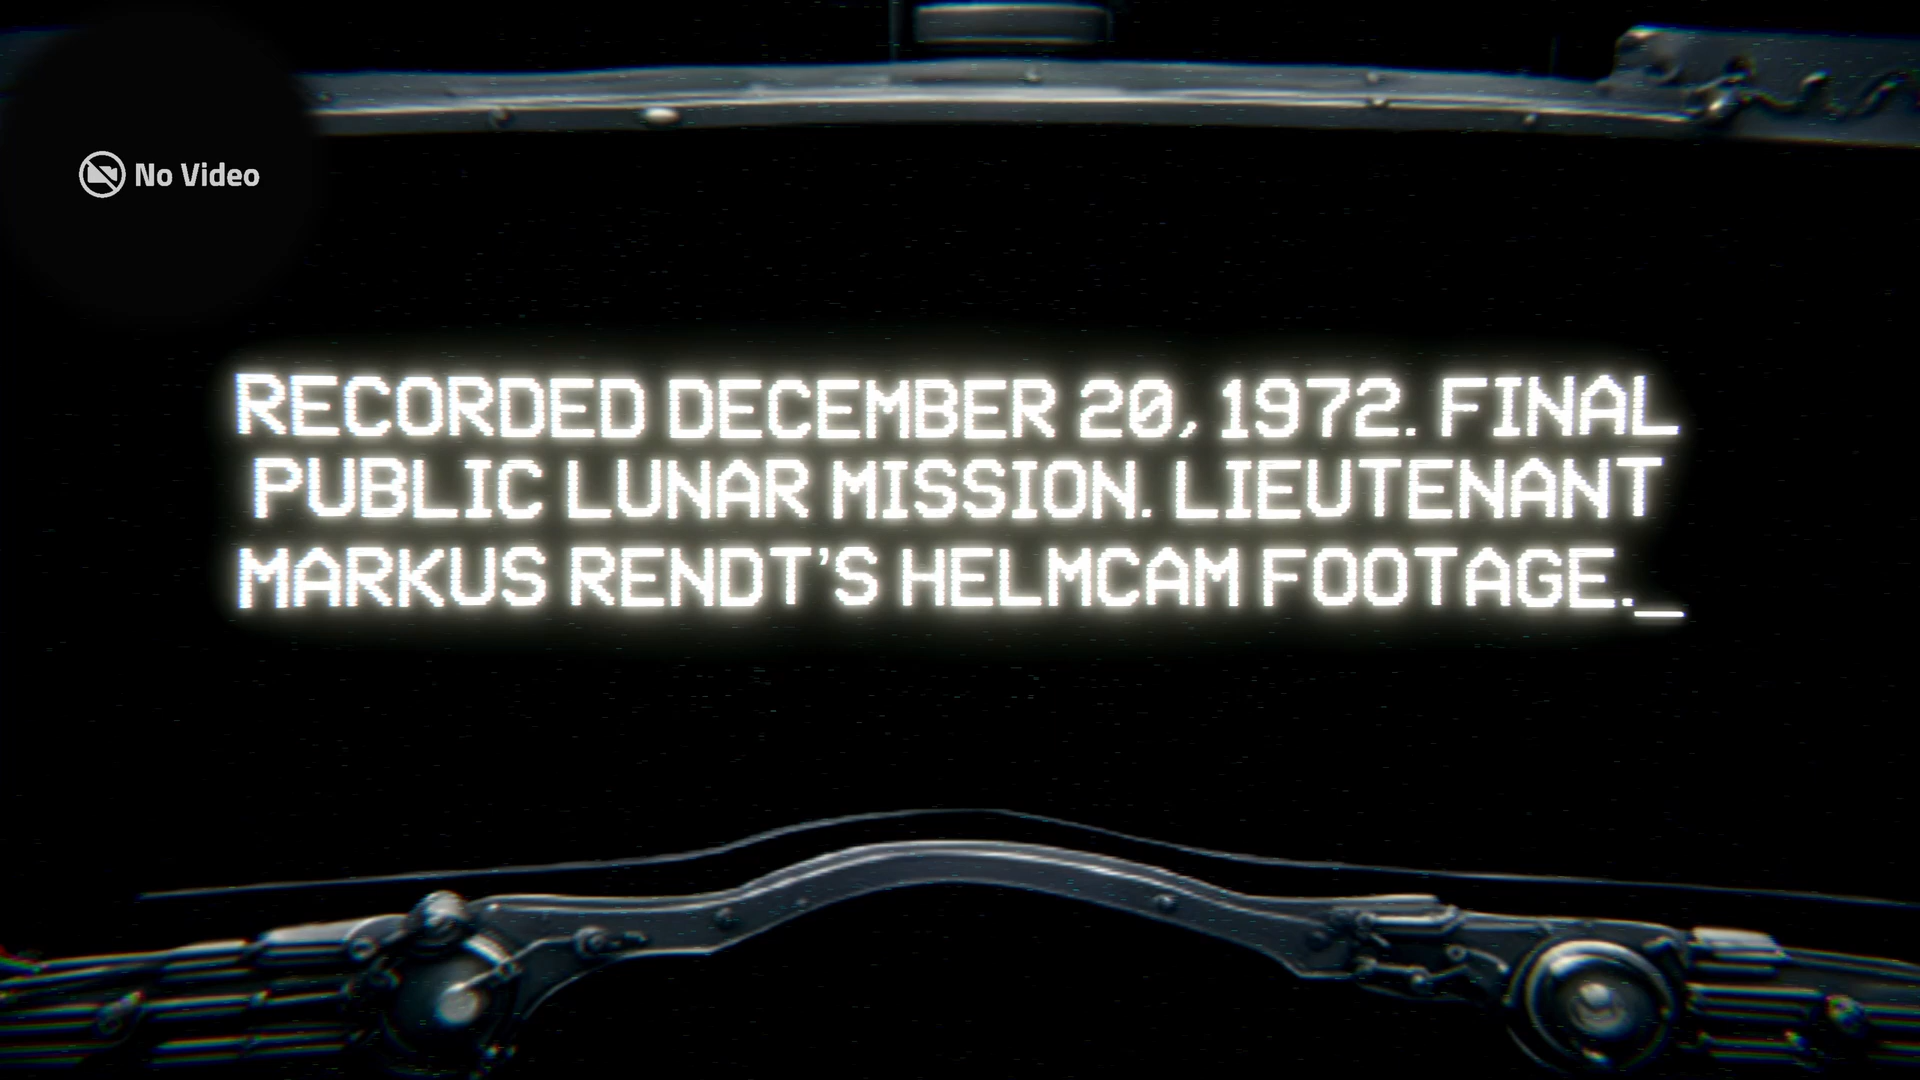 No Video
RECORDED DECEMBER 20, 1972. FINAL
PUBLIC LUNAR MISSION. LIEUTENANT
MARKUS RENDT'S HELMCAM FOOTAGE._